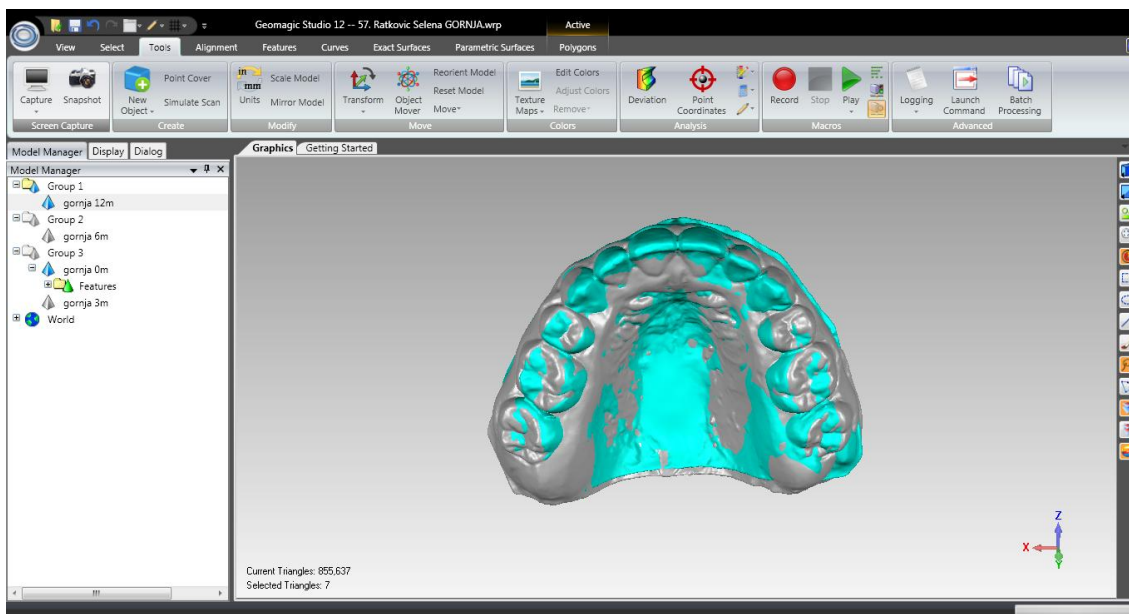 Geomagic Studio 12 -- 57. Ratkovic Selena GORNJA.wrp
Active
View Select Tools Alignment Features Curves Exact Surfaces Parametric Surfaces Polygons
Capture
Snapshot
Screen Capture
New Object
Point Cover
Simulate Scan
Create
in mm
Units
Scale Model
Mirror Model
Modify
Transform
Object Mover
Reorient Model
Reset Model
Move
Move
Texture Maps
Edit Colors
Adjust Colors
Remove
Colors
Deviation
Point Coordinates
Analysis
Record
Stop
Play
Macros
Logging
Launch Command
Batch Processing
Advanced
Model Manager Display Dialog
Graphics Getting Started
Model Manager
Group 1
gornja 12m
Group 2
gornja 6m
Group 3
gornja 0m
Features
gornja 3m
World
Z
X
Y
Current Triangles: 855,637
Selected Triangles: 7